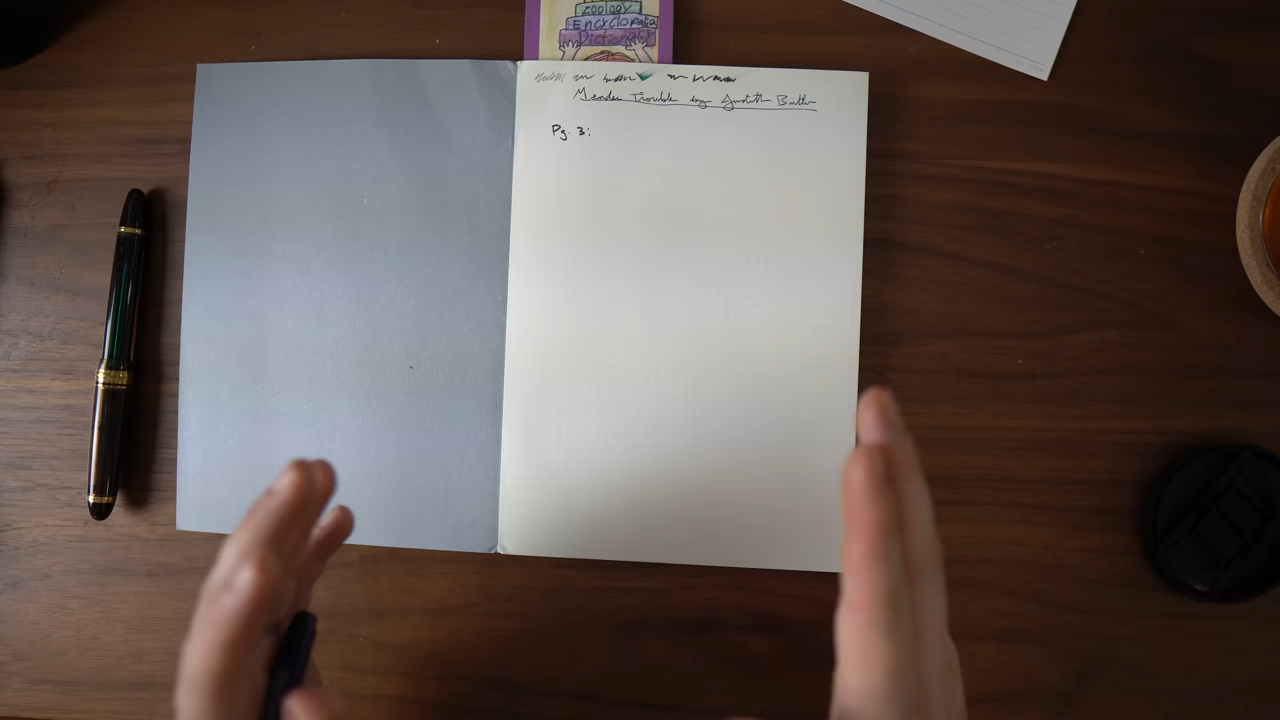 Zoology
Encyclopedia
Dictionary
Gender Trouble by Judith Butler
Pg. 3: